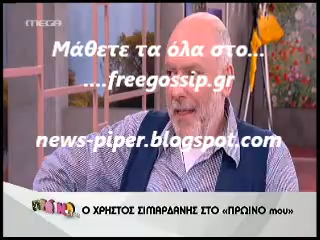 MEGA
Μάθετε τα όλα στο...
....freegossip.gr
news-piper.blogspot.com
Ο ΧΡΗΣΤΟΣ ΣΙΜΑΡΔΑΝΗΣ ΣΤΟ «ΠΡΩΙΝΟ mou»